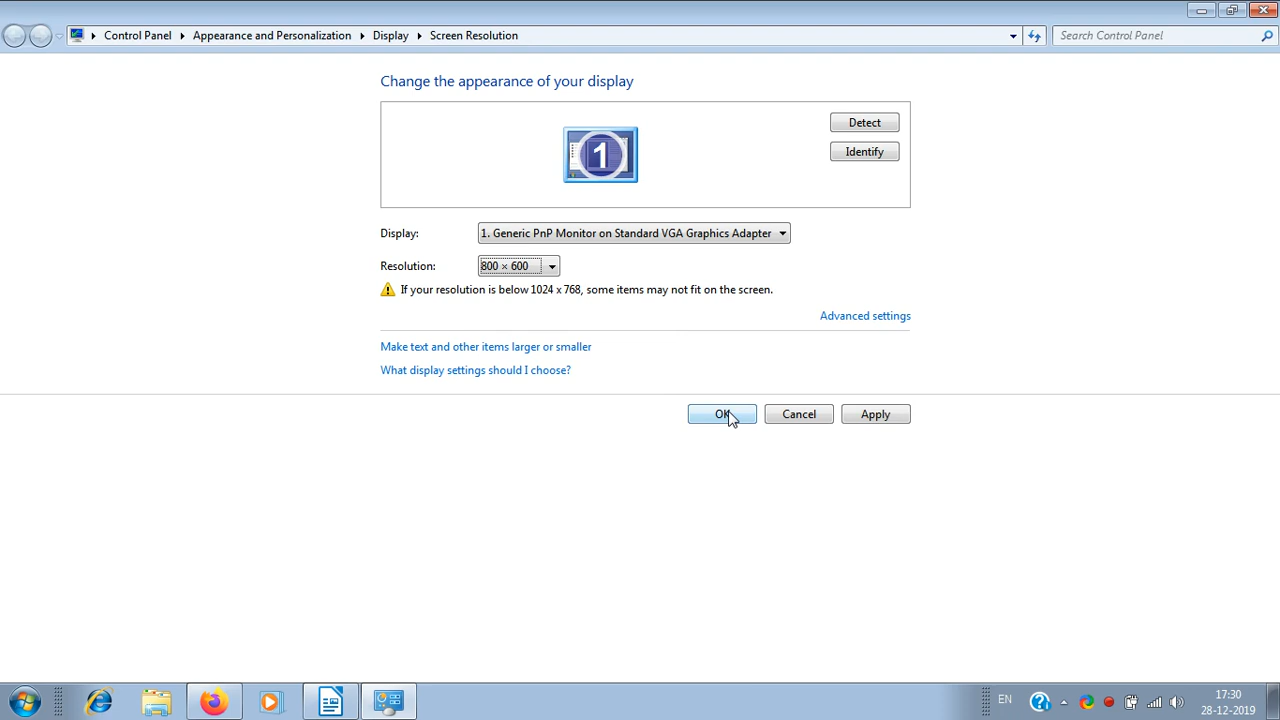 Control Panel Appearance and Personalization Display Screen Resolution
Search Control Panel
Change the appearance of your display
1
Detect
Identify
Display: 1. Generic PnP Monitor on Standard VGA Graphics Adapter
Resolution: 800 × 600
If your resolution is below 1024 x 768, some items may not fit on the screen.
Advanced settings
Make text and other items larger or smaller
What display settings should I choose?
OK Cancel Apply
EN
17:30
28-12-2019